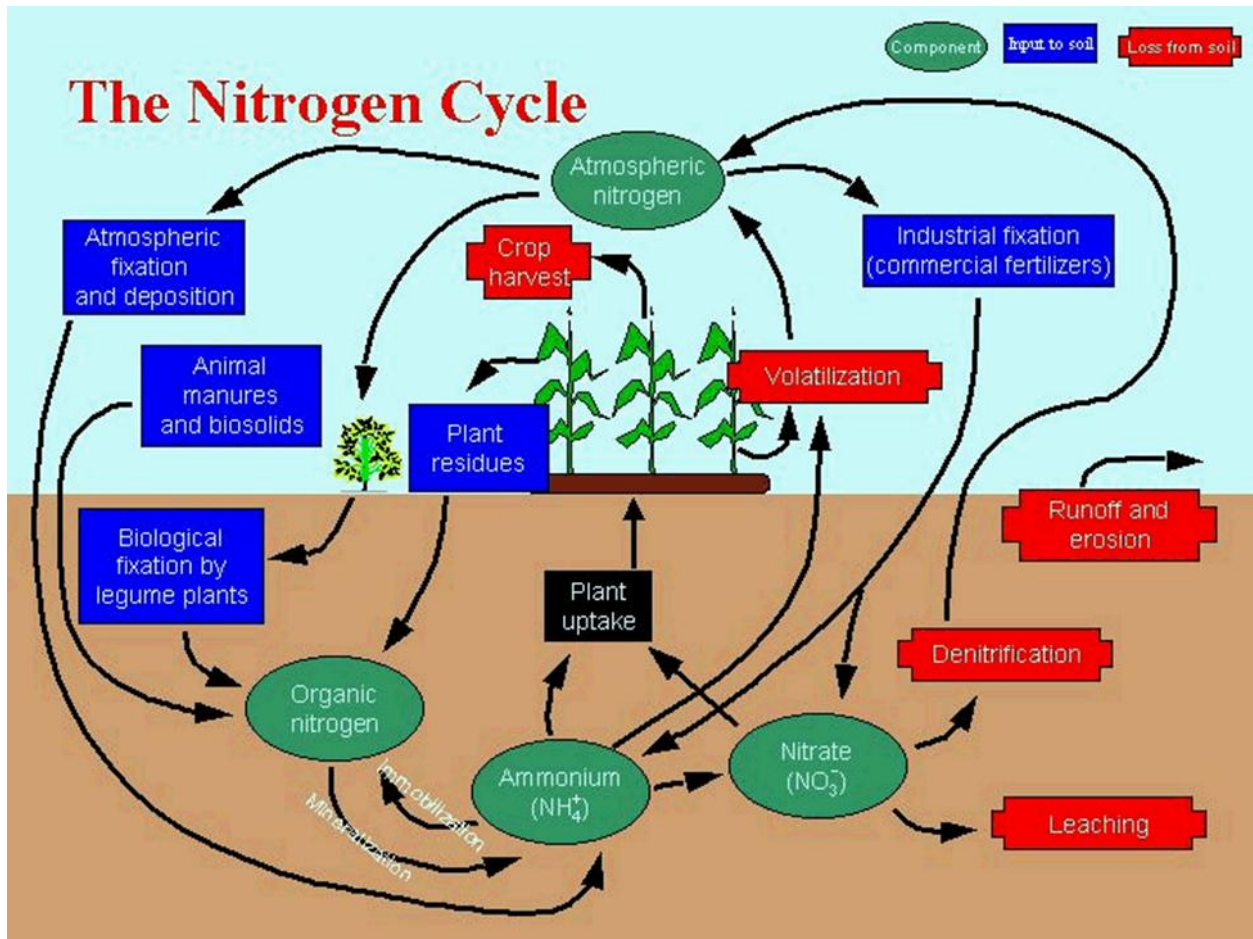 Component
Input to soil
Loss from soil
The Nitrogen Cycle
Atmospheric
nitrogen
Atmospheric
fixation
and deposition
Crop
harvest
Industrial fixation
(commercial fertilizers)
Animal
manures
and biosolids
Volatilization
Plant
residues
Runoff and
erosion
Biological
fixation by
legume plants
Plant
uptake
Denitrification
Organic
nitrogen
Ammonium
(NH₄⁺)
Nitrate
(NO₃⁻)
Immobilization
Mineralization
Leaching